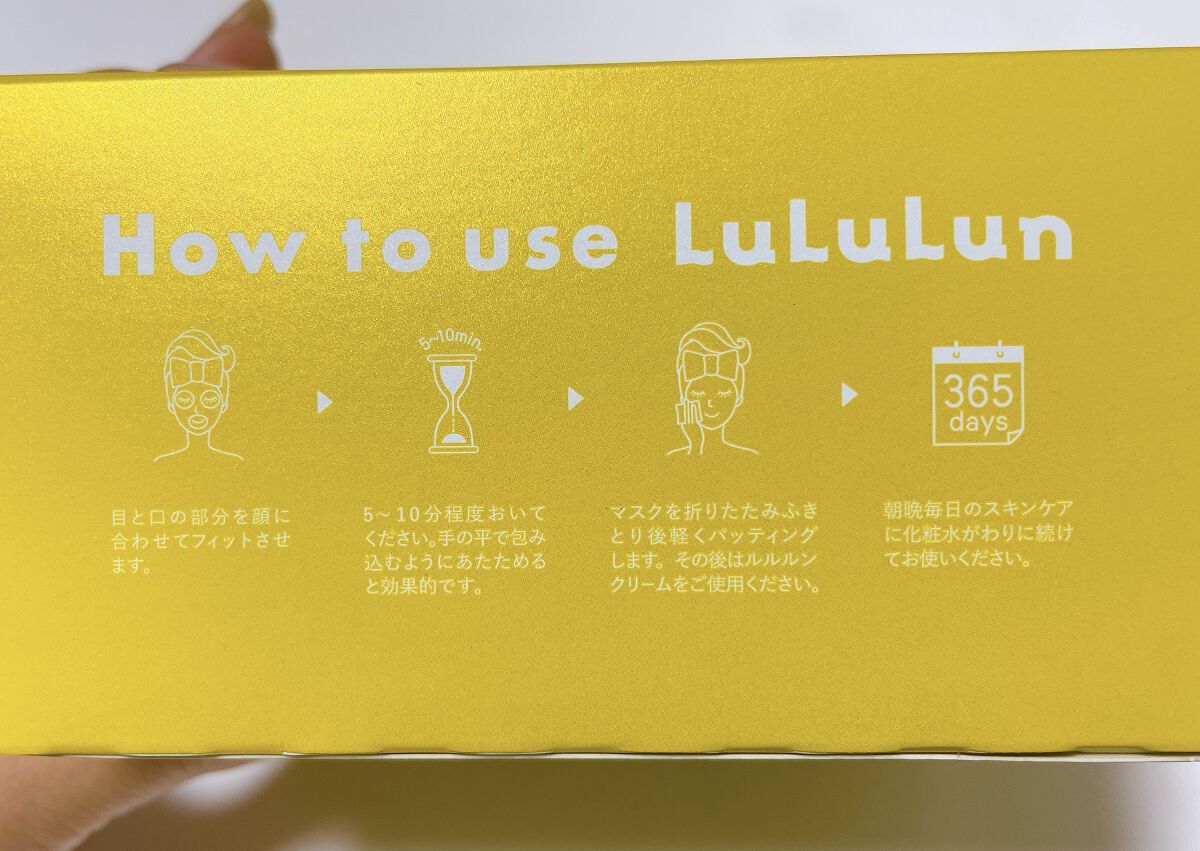 How to use LuLuLun
5~10min.
365
days
目と口の部分を顔に
合わせてフィットさせ
ます。
5～10分程度おいて
ください。手の平で包み
込むようにあたためる
と効果的です。
マスクを折りたたみふき
とり後軽くパッティング
します。その後はルルルン
クリームをご使用ください。
朝晩毎日のスキンケア
に化粧水がわりに続け
てお使いください。